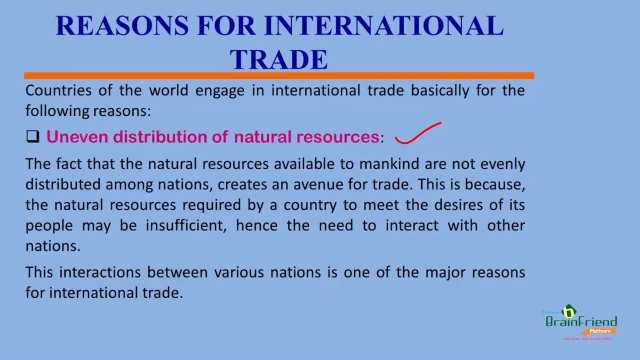 REASONS FOR INTERNATIONAL
TRADE
Countries of the world engage in international trade basically for the
following reasons:
❑ Uneven distribution of natural resources:
The fact that the natural resources available to mankind are not evenly
distributed among nations, creates an avenue for trade. This is because,
the natural resources required by a country to meet the desires of its
people may be insufficient, hence the need to interact with other
nations.
This interactions between various nations is one of the major reasons
for international trade.
BrainFriend
Platinum